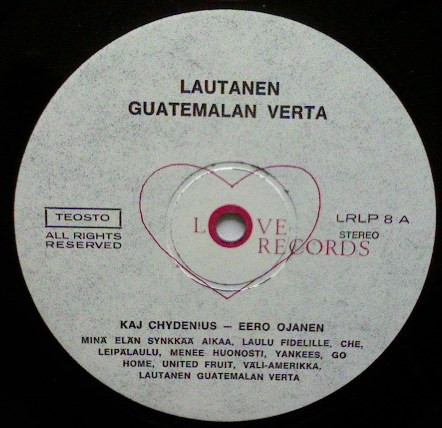 LAUTANEN
GUATEMALAN VERTA
TEOSTO
ALL RIGHTS
RESERVED
LOVE
RECORDS
LRLP 8 A
STEREO
KAJ CHYDENIUS – EERO OJANEN
MINÄ ELÄN SYNKKÄÄ AIKAA, LAULU FIDELILLE, CHE,
LEIPÄLAULU, MENEE HUONOSTI, YANKEES, GO
HOME, UNITED FRUIT, VÄLI-AMERIKKA,
LAUTANEN GUATEMALAN VERTA